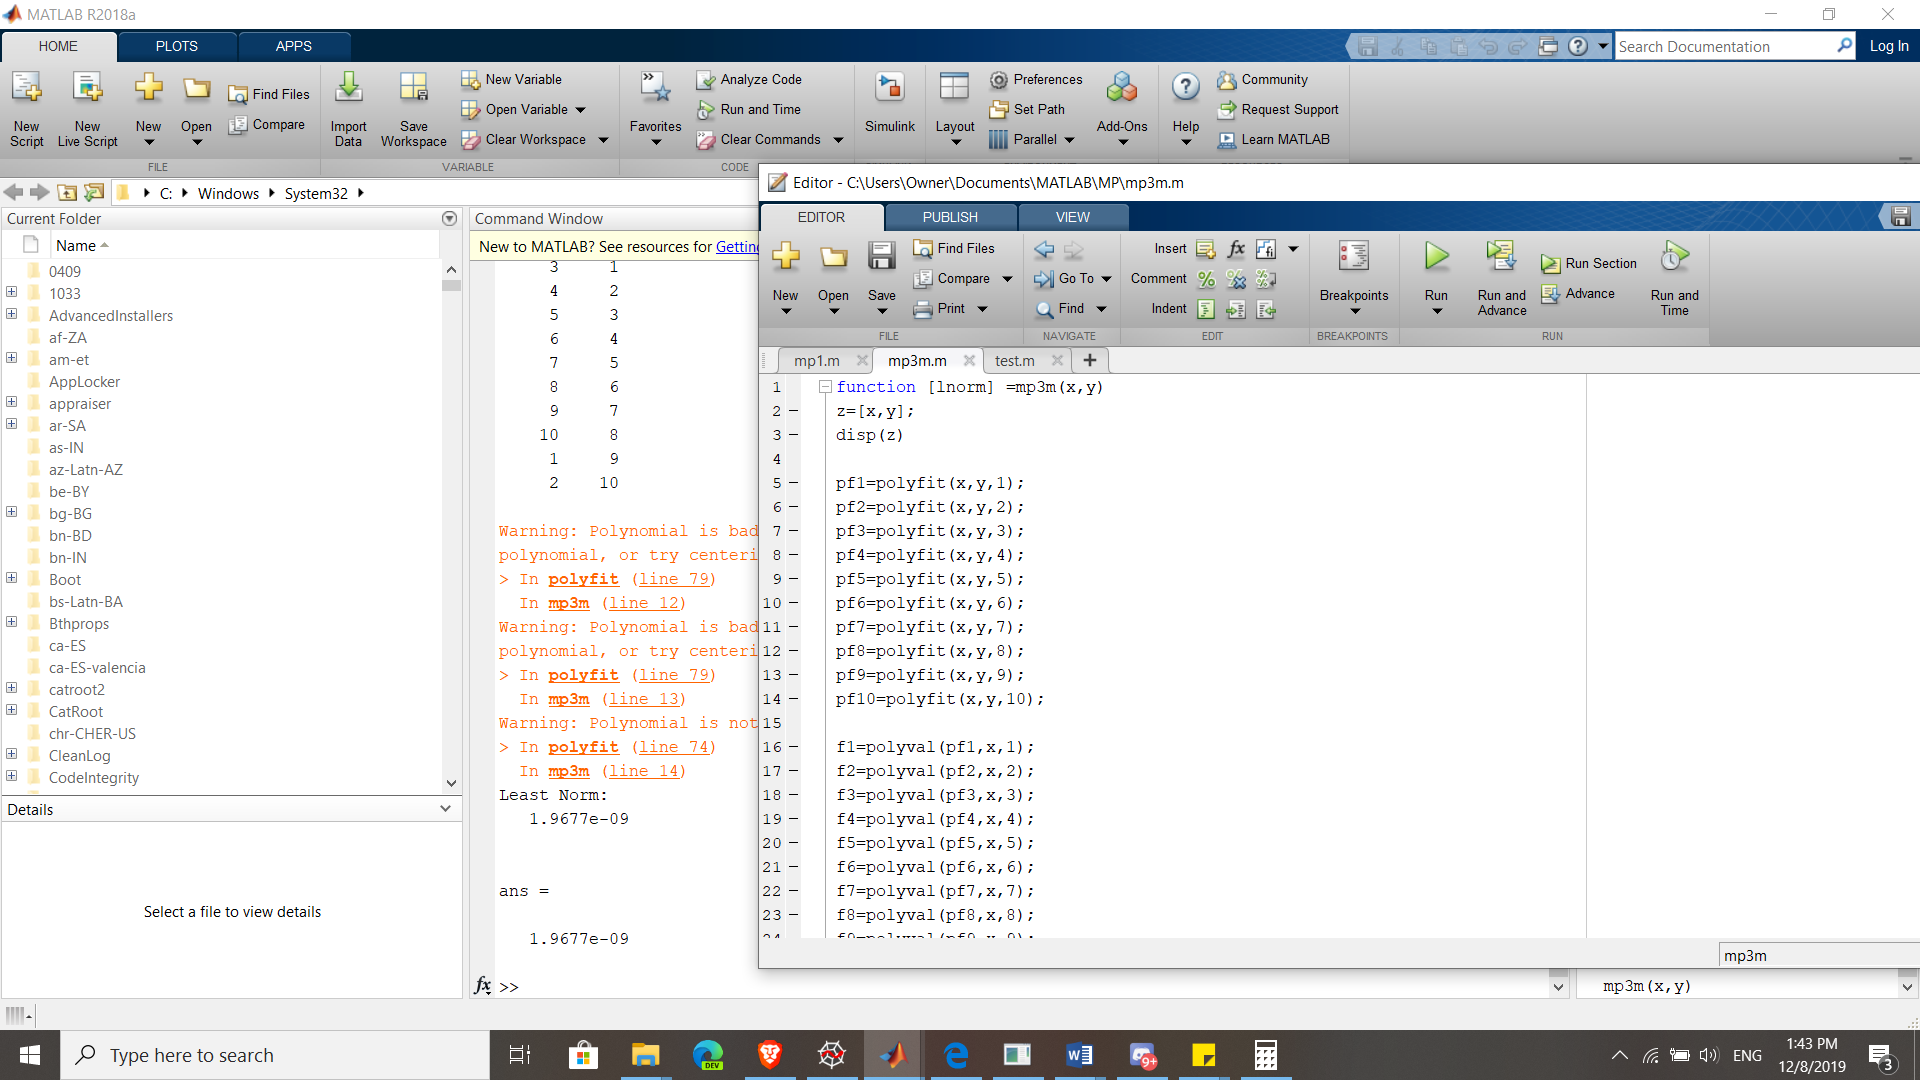 MATLAB R2018a
HOME PLOTS APPS
Search Documentation
Log In
New Script
New Live Script
New
Open
Find Files
Compare
Import Data
Save Workspace
New Variable
Open Variable
Clear Workspace
Favorites
Analyze Code
Run and Time
Clear Commands
Simulink
Layout
Preferences
Set Path
Parallel
Add-Ons
Help
Community
Request Support
Learn MATLAB
FILE VARIABLE CODE
C: Windows System32
Current Folder
Name
0409
1033
AdvancedInstallers
af-ZA
am-et
AppLocker
appraiser
ar-SA
as-IN
az-Latn-AZ
be-BY
bg-BG
bn-BD
bn-IN
Boot
bs-Latn-BA
Bthprops
ca-ES
ca-ES-valencia
catroot2
CatRoot
chr-CHER-US
CleanLog
CodeIntegrity
Details
Select a file to view details
Command Window
New to MATLAB? See resources for Getting
3 1
4 2
5 3
6 4
7 5
8 6
9 7
10 8
1 9
2 10
Warning: Polynomial is bad
polynomial, or try centeri
> In polyfit (line 79)
In mp3m (line 12)
Warning: Polynomial is bad
polynomial, or try centeri
> In polyfit (line 79)
In mp3m (line 13)
Warning: Polynomial is not
> In polyfit (line 74)
In mp3m (line 14)
Least Norm:
1.9677e-09
ans =
1.9677e-09
fx >>
Editor - C:\Users\Owner\Documents\MATLAB\MP\mp3m.m
EDITOR PUBLISH VIEW
New
Open
Save
Find Files
Compare
Print
Go To
Find
Insert fx
Comment
Indent
Breakpoints
Run
Run and Advance
Run Section
Advance
Run and Time
FILE NAVIGATE EDIT BREAKPOINTS RUN
mp1.m mp3m.m test.m +
1 function [lnorm] =mp3m(x,y)
2 z=[x,y];
3 disp(z)
4
5 pf1=polyfit(x,y,1);
6 pf2=polyfit(x,y,2);
7 pf3=polyfit(x,y,3);
8 pf4=polyfit(x,y,4);
9 pf5=polyfit(x,y,5);
10 pf6=polyfit(x,y,6);
11 pf7=polyfit(x,y,7);
12 pf8=polyfit(x,y,8);
13 pf9=polyfit(x,y,9);
14 pf10=polyfit(x,y,10);
15
16 f1=polyval(pf1,x,1);
17 f2=polyval(pf2,x,2);
18 f3=polyval(pf3,x,3);
19 f4=polyval(pf4,x,4);
20 f5=polyval(pf5,x,5);
21 f6=polyval(pf6,x,6);
22 f7=polyval(pf7,x,7);
23 f8=polyval(pf8,x,8);
24 f9=polyval(pf9,x,9);
mp3m
mp3m(x,y)
Type here to search
DEV
9+
ENG
1:43 PM
12/8/2019
3